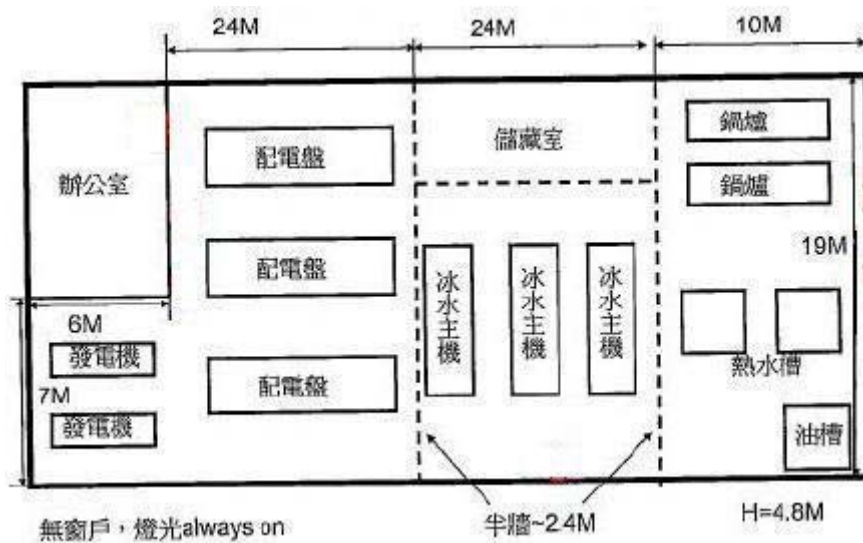 24M
24M
10M
辦公室
配電盤
儲藏室
鍋爐
鍋爐
配電盤
冰水主機
冰水主機
冰水主機
19M
6M
發電機
7M
發電機
配電盤
熱水槽
油槽
無窗戶,燈光always on
半牆~2.4M
H=4.8M